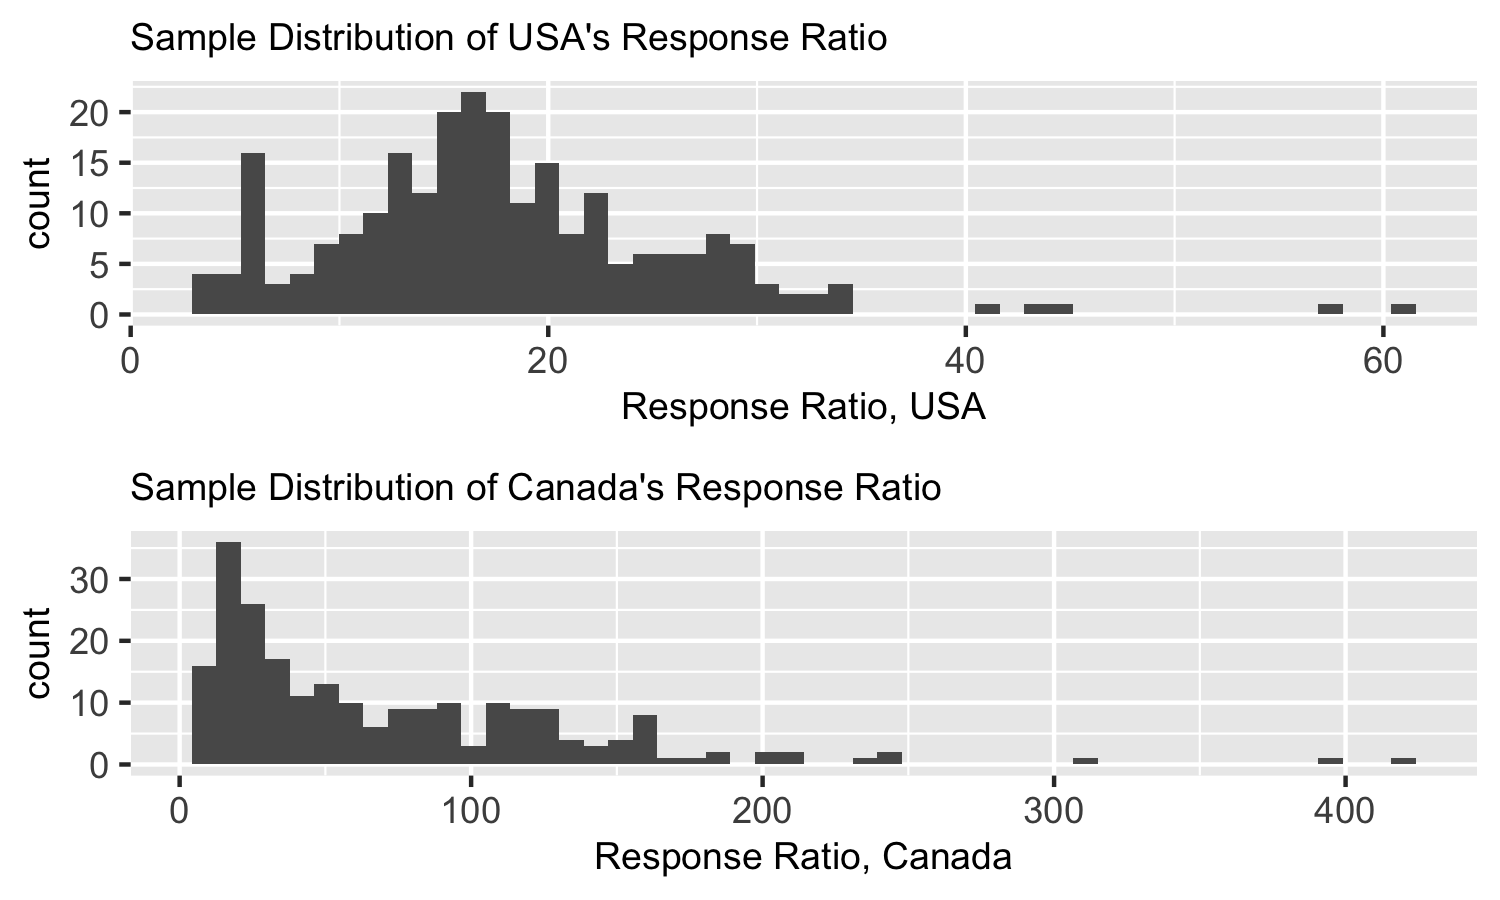 Sample Distribution of USA's Response Ratio
20
15
10
5
0
count
0 20 40 60
Response Ratio, USA
Sample Distribution of Canada's Response Ratio
30
20
10
0
count
0 100 200 300 400
Response Ratio, Canada